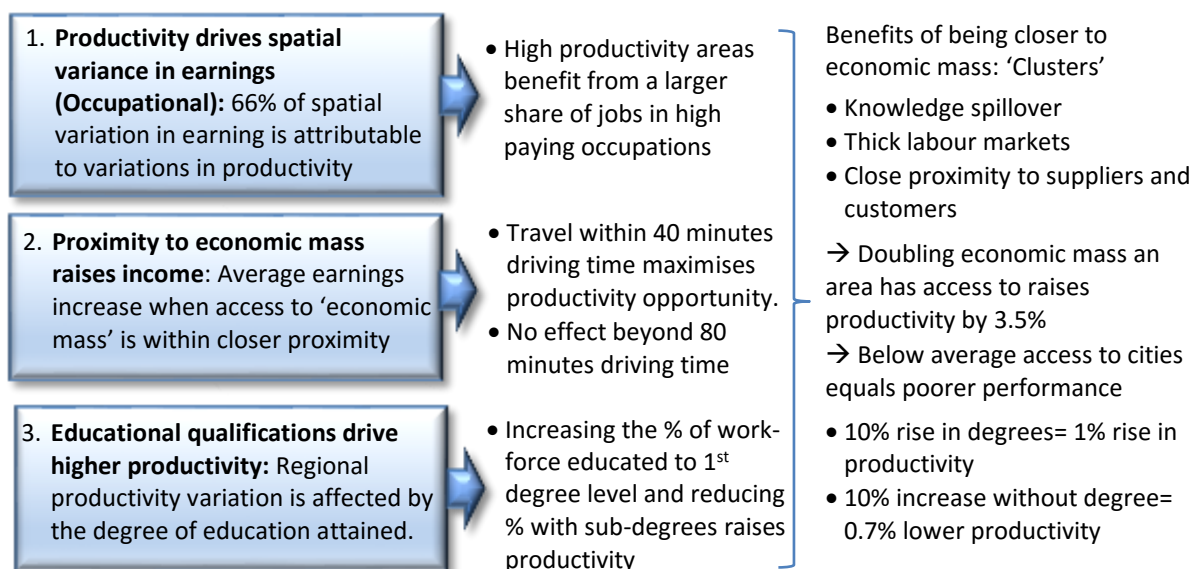 1. Productivity drives spatial
variance in earnings
(Occupational): 66% of spatial
variation in earning is attributable
to variations in productivity
• High productivity areas
benefit from a larger
share of jobs in high
paying occupations
2. Proximity to economic mass
raises income: Average earnings
increase when access to ‘economic
mass’ is within closer proximity
• Travel within 40 minutes
driving time maximises
productivity opportunity.
• No effect beyond 80
minutes driving time
3. Educational qualifications drive
higher productivity: Regional
productivity variation is affected by
the degree of education attained.
• Increasing the % of work-
force educated to 1st
degree level and reducing
% with sub-degrees raises
productivity
Benefits of being closer to
economic mass: ‘Clusters’
• Knowledge spillover
• Thick labour markets
• Close proximity to suppliers and
customers
→ Doubling economic mass an
area has access to raises
productivity by 3.5%
→ Below average access to cities
equals poorer performance
• 10% rise in degrees= 1% rise in
productivity
• 10% increase without degree=
0.7% lower productivity